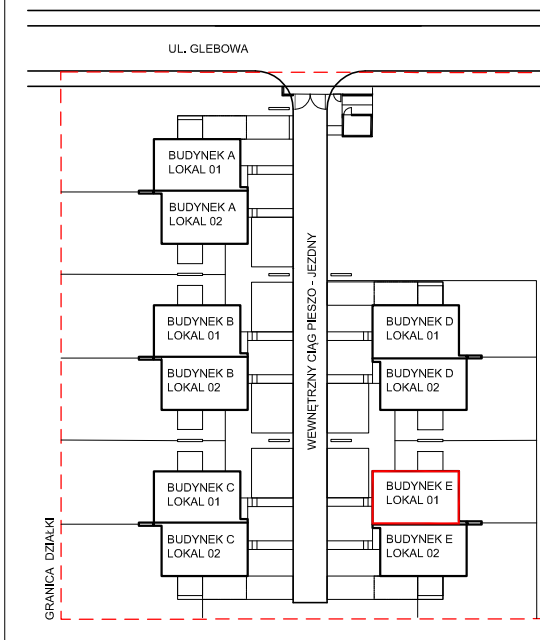 UL. GLEBOWA
BUDYNEK A
LOKAL 01
BUDYNEK A
LOKAL 02
BUDYNEK B
LOKAL 01
BUDYNEK B
LOKAL 02
BUDYNEK C
LOKAL 01
BUDYNEK C
LOKAL 02
WEWNĘTRZNY CIĄG PIESZO - JEZDNY
BUDYNEK D
LOKAL 01
BUDYNEK D
LOKAL 02
BUDYNEK E
LOKAL 01
BUDYNEK E
LOKAL 02
GRANICA DZIAŁKI